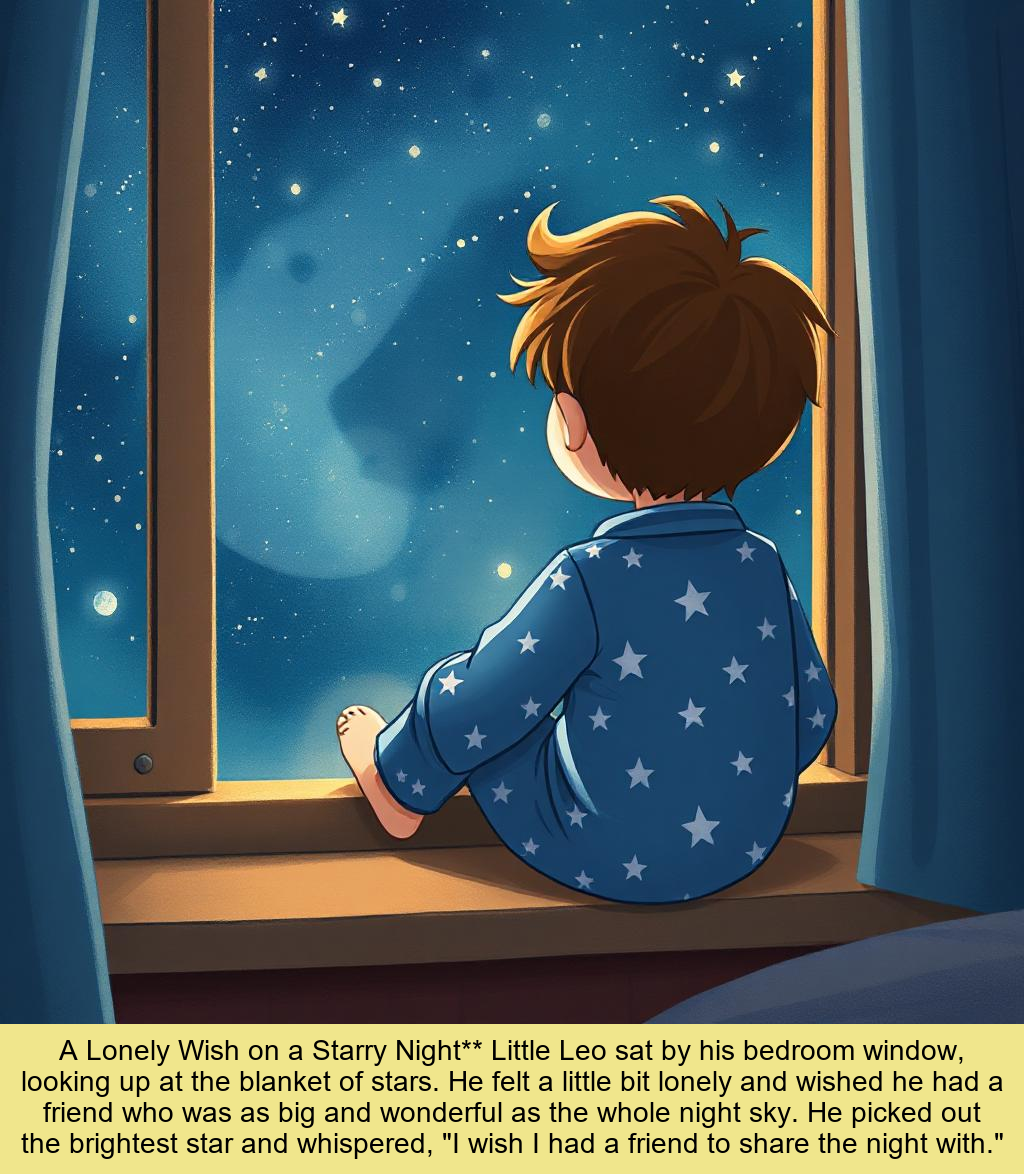 A Lonely Wish on a Starry Night** Little Leo sat by his bedroom window,
looking up at the blanket of stars. He felt a little bit lonely and wished he had a
friend who was as big and wonderful as the whole night sky. He picked out
the brightest star and whispered, "I wish I had a friend to share the night with."